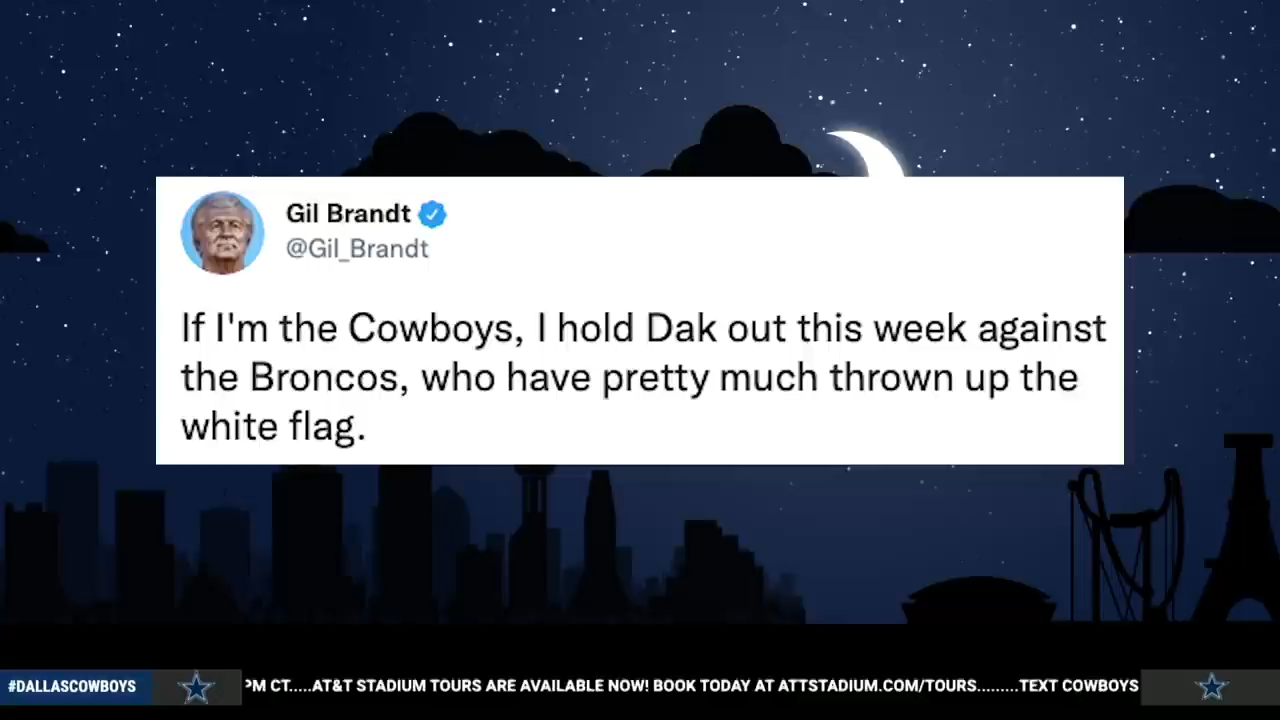 Gil Brandt
@Gil_Brandt
If I'm the Cowboys, I hold Dak out this week against
the Broncos, who have pretty much thrown up the
white flag.
#DALLASCOWBOYS
PM CT.....AT&T STADIUM TOURS ARE AVAILABLE NOW! BOOK TODAY AT ATTSTADIUM.COM/TOURS.........TEXT COWBOYS